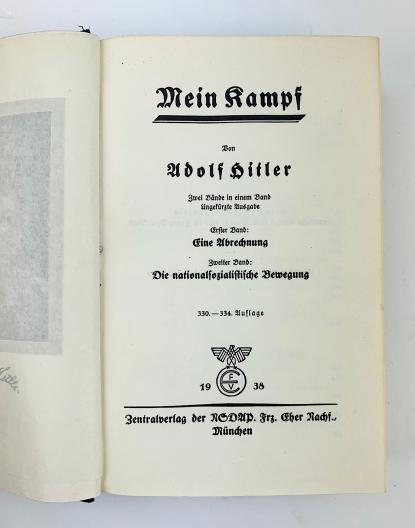 Mein Kampf
Von
Adolf Hitler
Zwei Bände in einem Band
Ungekürzte Ausgabe
Erster Band:
Eine Abrechnung
Zweiter Band:
Die nationalsozialistische Bewegung
330.—334. Auflage
19 38
Zentralverlag der NSDAP. Frz. Eher Nachf.,
München